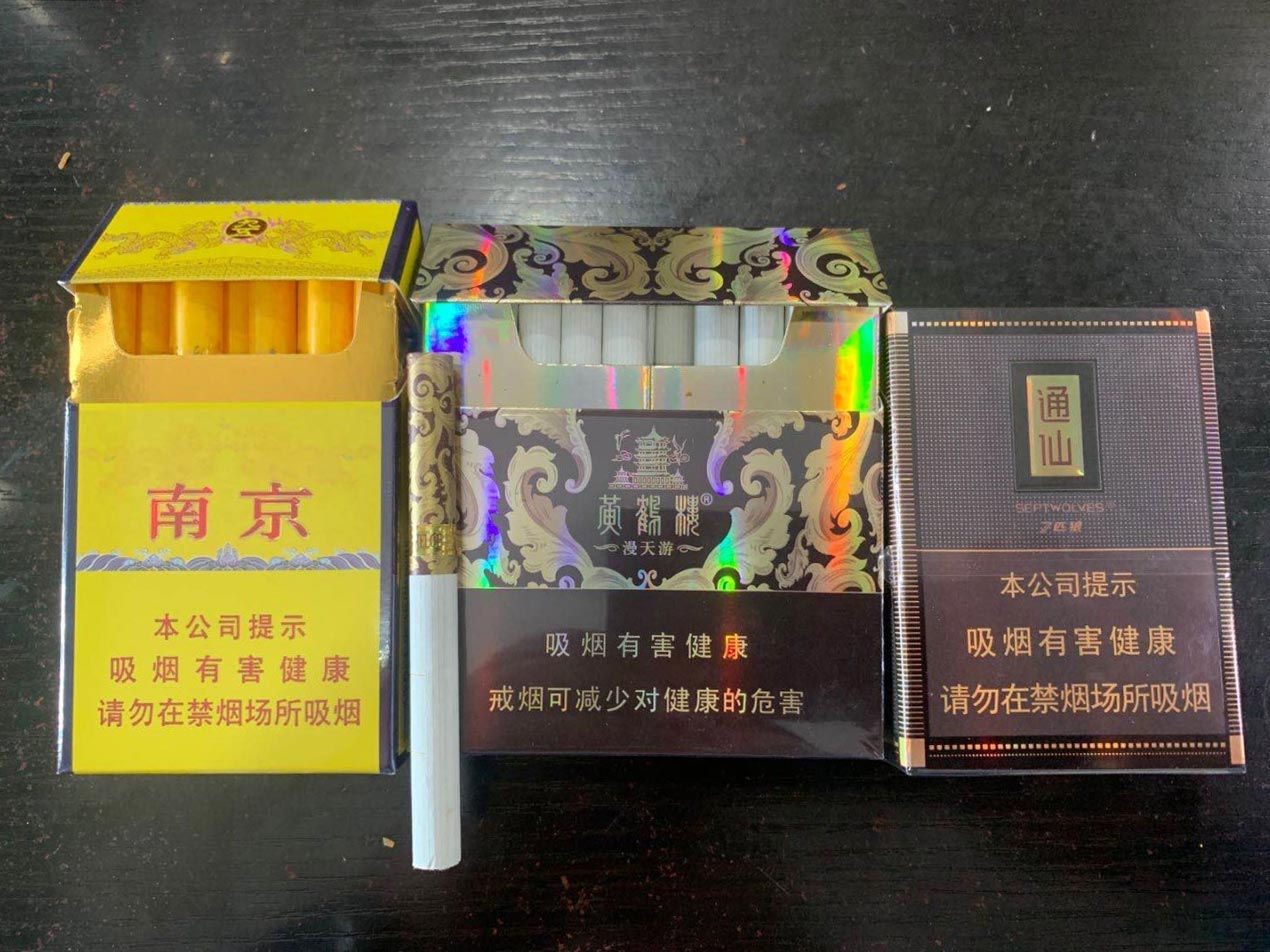 南京
本公司提示
吸烟有害健康
请勿在禁烟场所吸烟
黄鹤楼®
漫天游
吸烟有害健康
戒烟可减少对健康的危害
通仙
SEPTWOLVES
七匹狼
本公司提示
吸烟有害健康
请勿在禁烟场所吸烟